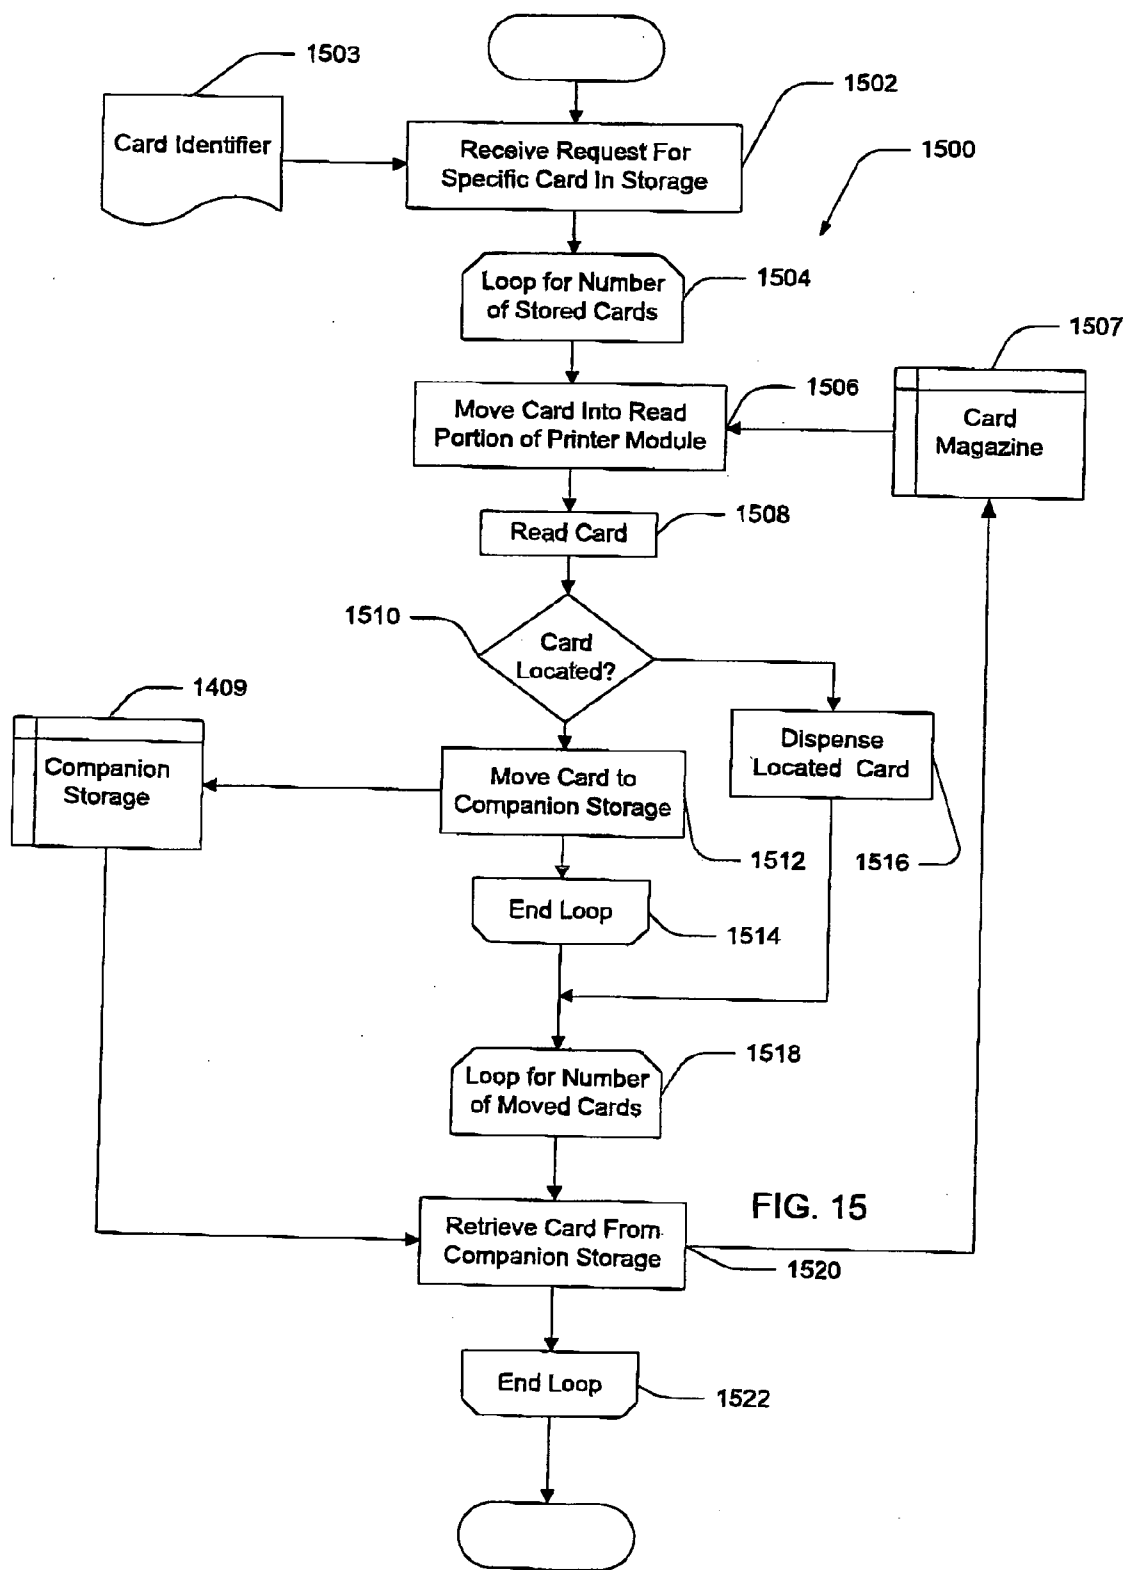 1503
1502
Card Identifier
Receive Request For
Specific Card In Storage
1500
Loop for Number
of Stored Cards
1504
1507
1506
Move Card Into Read
Portion of Printer Module
Card
Magazine
1508
Read Card
1510
Card
Located?
1409
Companion
Storage
Move Card to
Companion Storage
Dispense
Located Card
1512
1516
End Loop
1514
1518
Loop for Number
of Moved Cards
FIG. 15
Retrieve Card From
Companion Storage
1520
End Loop
1522